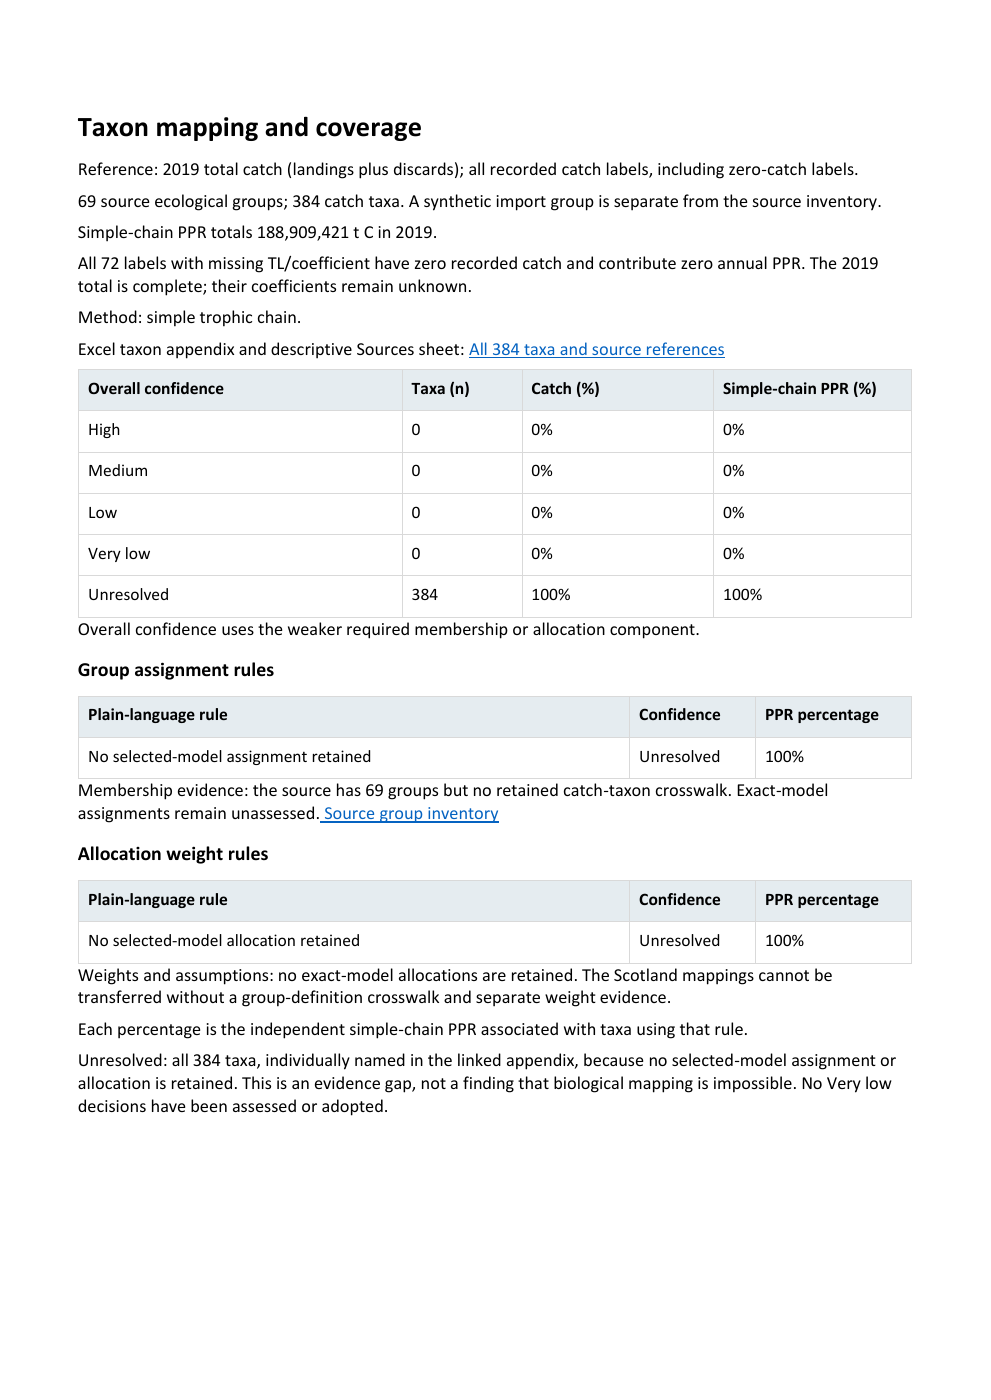 Taxon mapping and coverage
Reference: 2019 total catch (landings plus discards); all recorded catch labels, including zero-catch labels.
69 source ecological groups; 384 catch taxa. A synthetic import group is separate from the source inventory.
Simple-chain PPR totals 188,909,421 t C in 2019.
All 72 labels with missing TL/coefficient have zero recorded catch and contribute zero annual PPR. The 2019
total is complete; their coefficients remain unknown.
Method: simple trophic chain.
Excel taxon appendix and descriptive Sources sheet: All 384 taxa and source references
Overall confidence Taxa (n) Catch (%) Simple-chain PPR (%)
High 0 0% 0%
Medium 0 0% 0%
Low 0 0% 0%
Very low 0 0% 0%
Unresolved 384 100% 100%
Overall confidence uses the weaker required membership or allocation component.
Group assignment rules
Plain-language rule Confidence PPR percentage
No selected-model assignment retained Unresolved 100%
Membership evidence: the source has 69 groups but no retained catch-taxon crosswalk. Exact-model
assignments remain unassessed. Source group inventory
Allocation weight rules
Plain-language rule Confidence PPR percentage
No selected-model allocation retained Unresolved 100%
Weights and assumptions: no exact-model allocations are retained. The Scotland mappings cannot be
transferred without a group-definition crosswalk and separate weight evidence.
Each percentage is the independent simple-chain PPR associated with taxa using that rule.
Unresolved: all 384 taxa, individually named in the linked appendix, because no selected-model assignment or
allocation is retained. This is an evidence gap, not a finding that biological mapping is impossible. No Very low
decisions have been assessed or adopted.